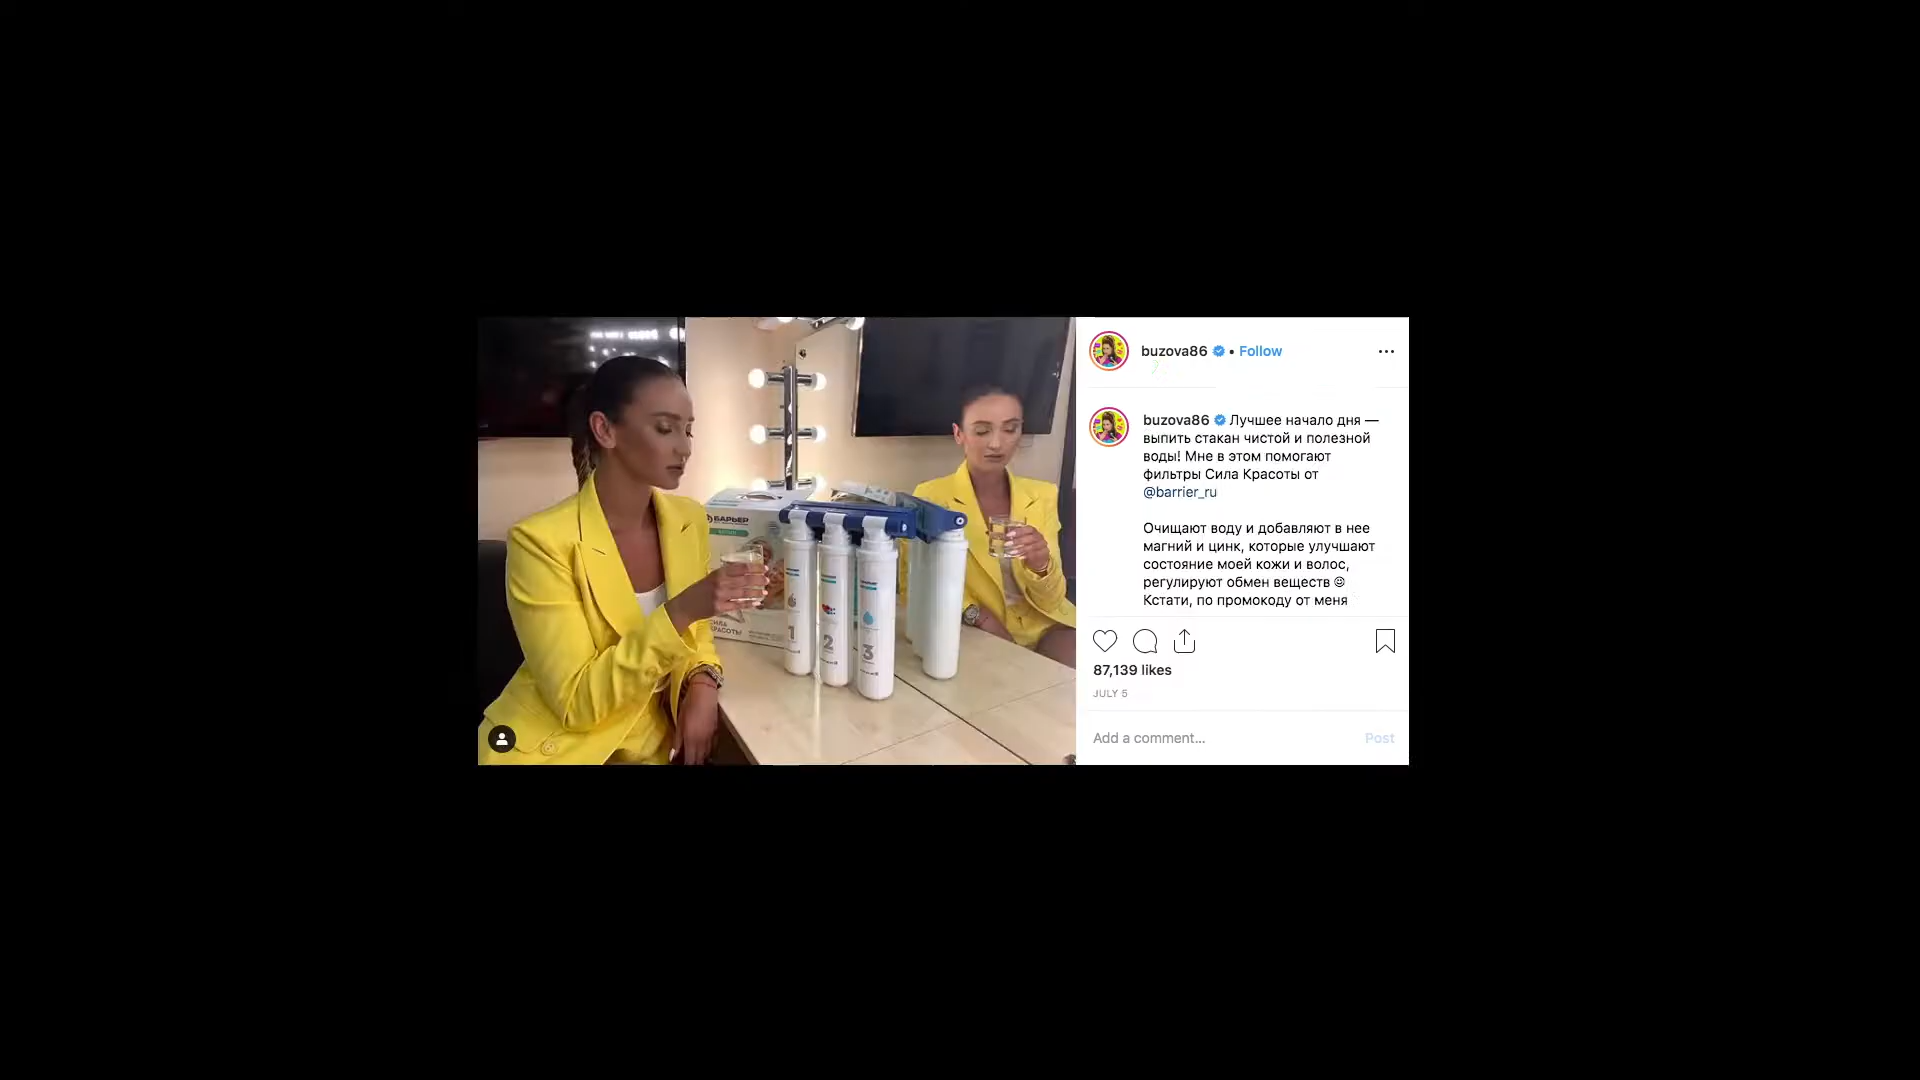 buzova86 • Follow
buzova86 Лучшее начало дня —
выпить стакан чистой и полезной
воды! Мне в этом помогают
фильтры Сила Красоты от
@barrier_ru
Очищают воду и добавляют в нее
магний и цинк, которые улучшают
состояние моей кожи и волос,
регулируют обмен веществ ☺
Кстати, по промокоду от меня
87,139 likes
JULY 5
Add a comment...
Post
БАРЬЕР
СИЛА
КРАСОТЫ
1
2
3